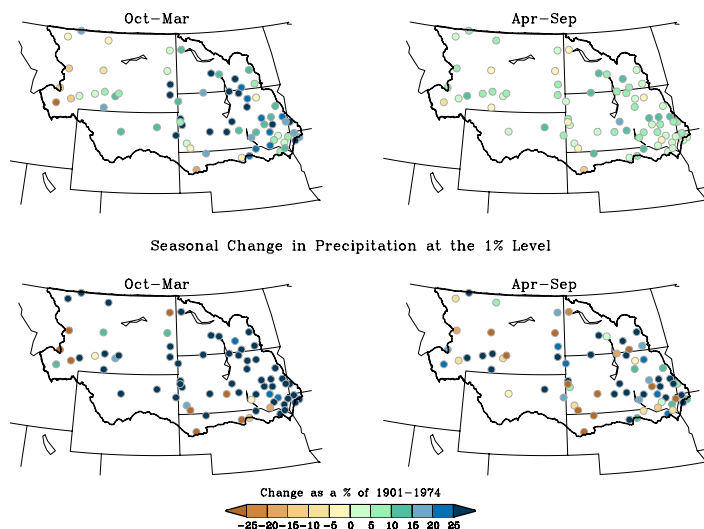 Oct-Mar Apr-Sep
Seasonal Change in Precipitation at the 1% Level
Oct-Mar Apr-Sep
Change as a % of 1901-1974
-25 -20 -15 -10 -5 0 5 10 15 20 25